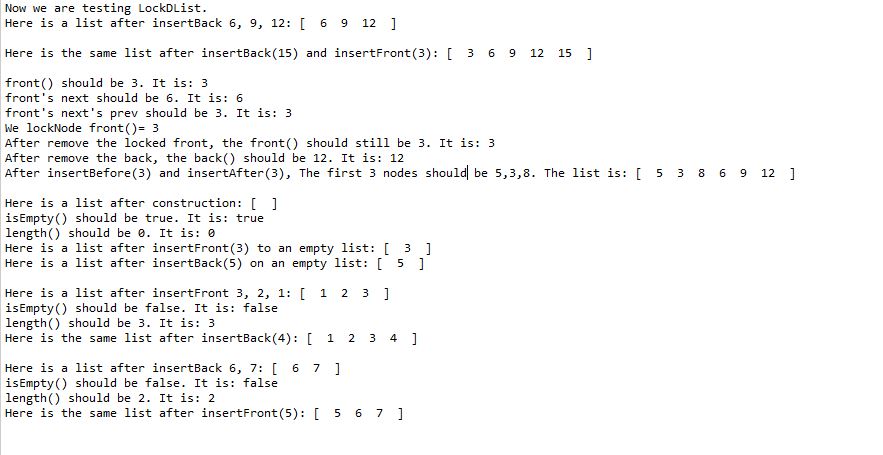 Now we are testing LockDList.
Here is a list after insertBack 6, 9, 12: [  6  9  12  ]
Here is the same list after insertBack(15) and insertFront(3): [  3  6  9  12  15  ]
front() should be 3. It is: 3
front's next should be 6. It is: 6
front's next's prev should be 3. It is: 3
We lockNode front()= 3
After remove the locked front, the front() should still be 3. It is: 3
After remove the back, the back() should be 12. It is: 12
After insertBefore(3) and insertAfter(3), The first 3 nodes should be 5,3,8. The list is: [  5  3  8  6  9  12  ]
Here is a list after construction: [  ]
isEmpty() should be true. It is: true
length() should be 0. It is: 0
Here is a list after insertFront(3) to an empty list: [  3  ]
Here is a list after insertBack(5) on an empty list: [  5  ]
Here is a list after insertFront 3, 2, 1: [  1  2  3  ]
isEmpty() should be false. It is: false
length() should be 3. It is: 3
Here is the same list after insertBack(4): [  1  2  3  4  ]
Here is a list after insertBack 6, 7: [  6  7  ]
isEmpty() should be false. It is: false
length() should be 2. It is: 2
Here is the same list after insertFront(5): [  5  6  7  ]